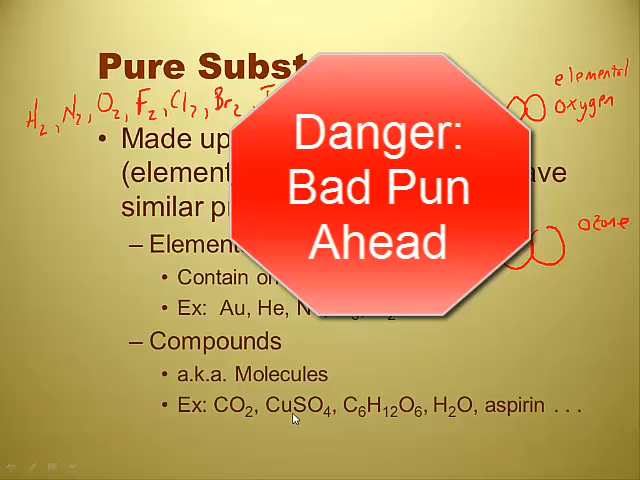 Pure Subst
H2, N2, O2, F2, Cl2, Br2,
elemental
oxygen
ozone
Danger:
Bad Pun
Ahead
• Made up
(element ave
similar pr
– Element
• Contain on
• Ex: Au, He, N
– Compounds
• a.k.a. Molecules
• Ex: CO2, CuSO4, C6H12O6, H2O, aspirin . . .